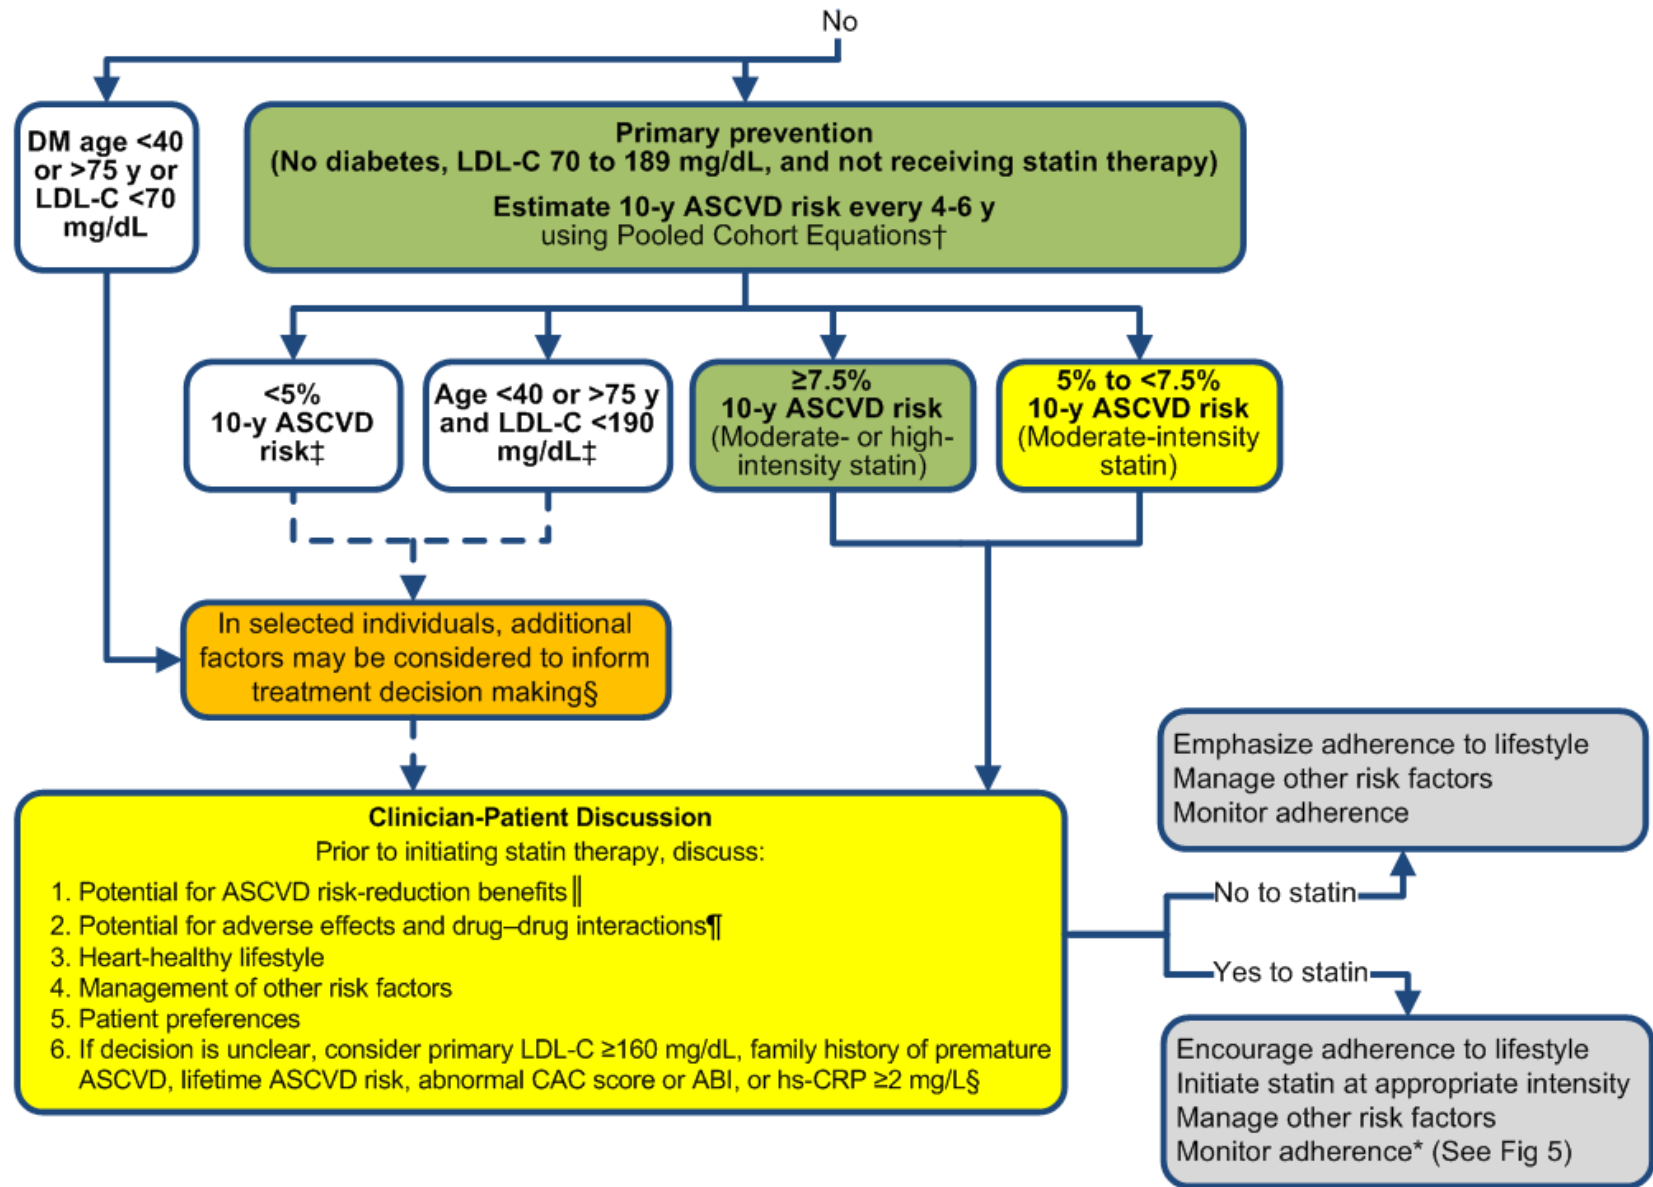 No
DM age <40
or >75 y or
LDL-C <70
mg/dL
Primary prevention
(No diabetes, LDL-C 70 to 189 mg/dL, and not receiving statin therapy)
Estimate 10-y ASCVD risk every 4-6 y
using Pooled Cohort Equations†
<5%
10-y ASCVD
risk‡
Age <40 or >75 y
and LDL-C <190
mg/dL‡
≥7.5%
10-y ASCVD risk
(Moderate- or high-
intensity statin)
5% to <7.5%
10-y ASCVD risk
(Moderate-intensity
statin)
In selected individuals, additional
factors may be considered to inform
treatment decision making§
Clinician-Patient Discussion
Prior to initiating statin therapy, discuss:
1. Potential for ASCVD risk-reduction benefits‖
2. Potential for adverse effects and drug–drug interactions¶
3. Heart-healthy lifestyle
4. Management of other risk factors
5. Patient preferences
6. If decision is unclear, consider primary LDL-C ≥160 mg/dL, family history of premature
ASCVD, lifetime ASCVD risk, abnormal CAC score or ABI, or hs-CRP ≥2 mg/L§
No to statin
Emphasize adherence to lifestyle
Manage other risk factors
Monitor adherence
Yes to statin
Encourage adherence to lifestyle
Initiate statin at appropriate intensity
Manage other risk factors
Monitor adherence* (See Fig 5)